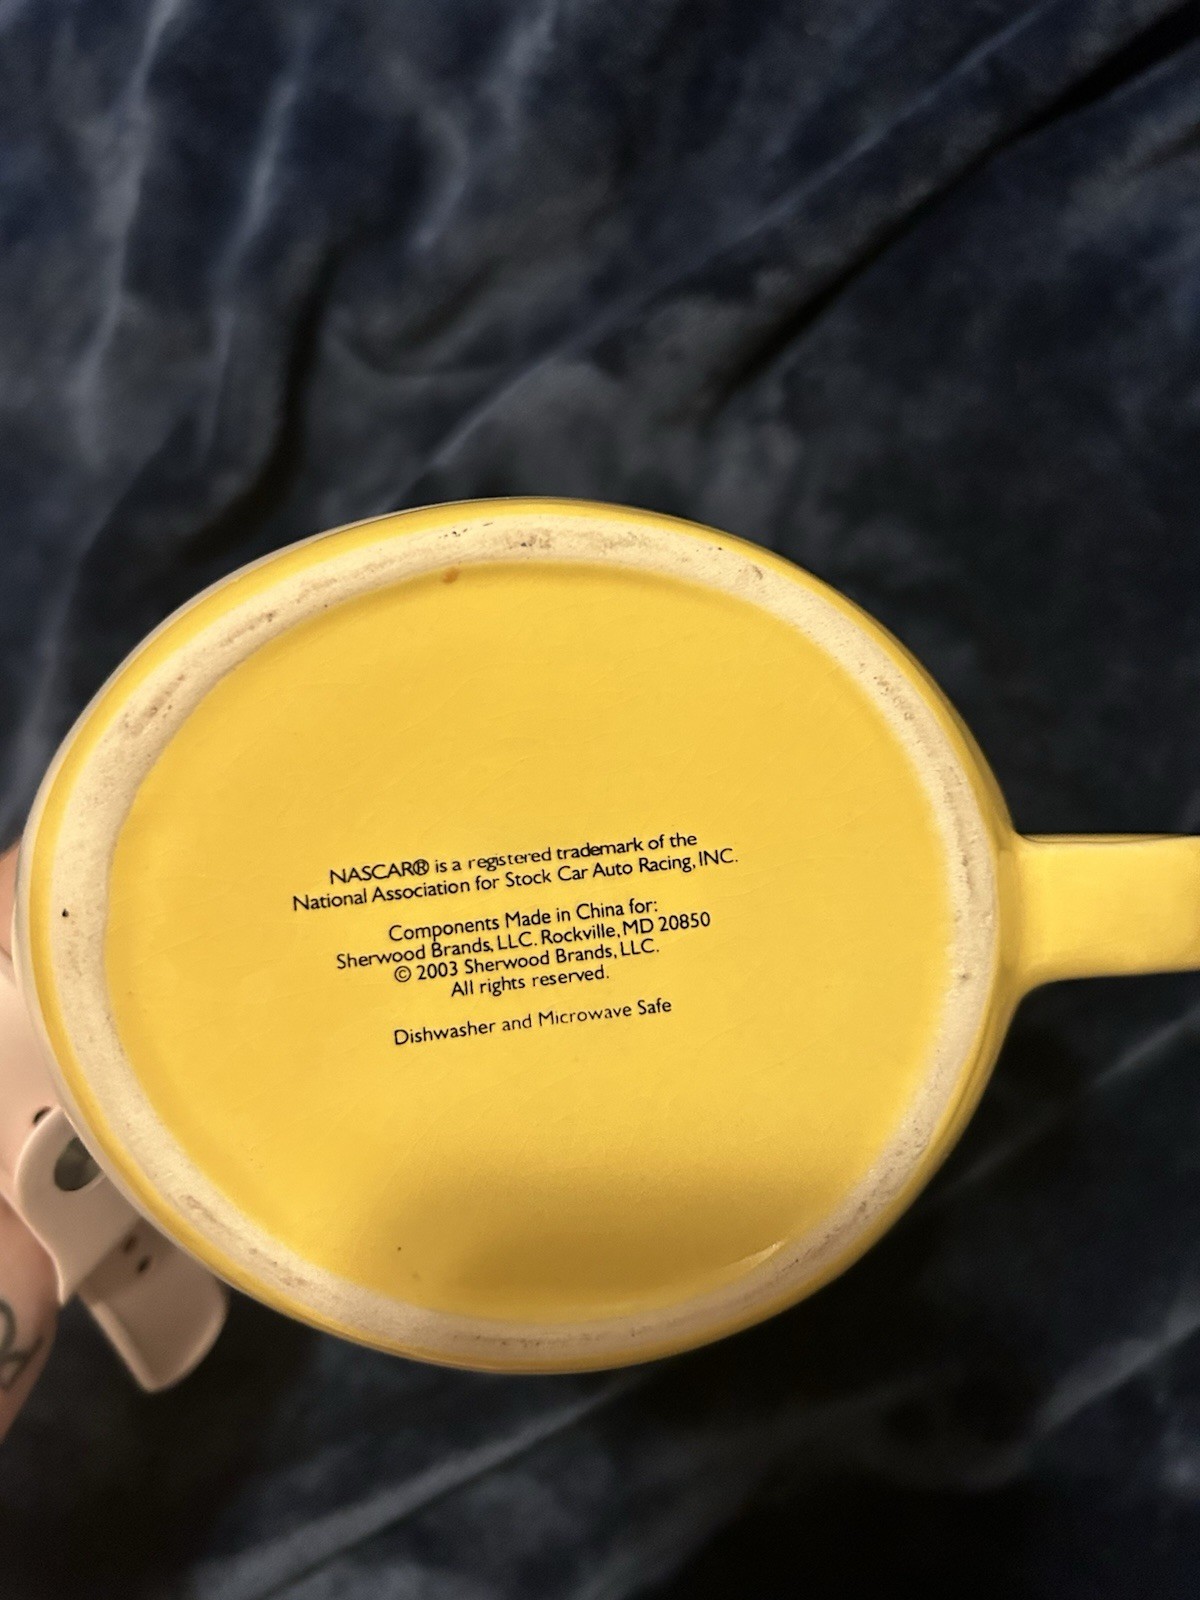 NASCAR® is a registered trademark of the
National Association for Stock Car Auto Racing, INC.
Components Made in China for:
Sherwood Brands, LLC. Rockville, MD 20850
© 2003 Sherwood Brands, LLC.
All rights reserved.
Dishwasher and Microwave Safe